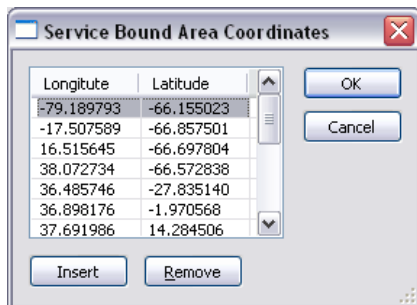 Service Bound Area Coordinates
Longitute Latitude
-79.189793 -66.155023
-17.507589 -66.857501
16.515645 -66.697804
38.072734 -66.572838
36.485746 -27.835140
36.898176 -1.970568
37.691986 14.284506
OK
Cancel
Insert Remove